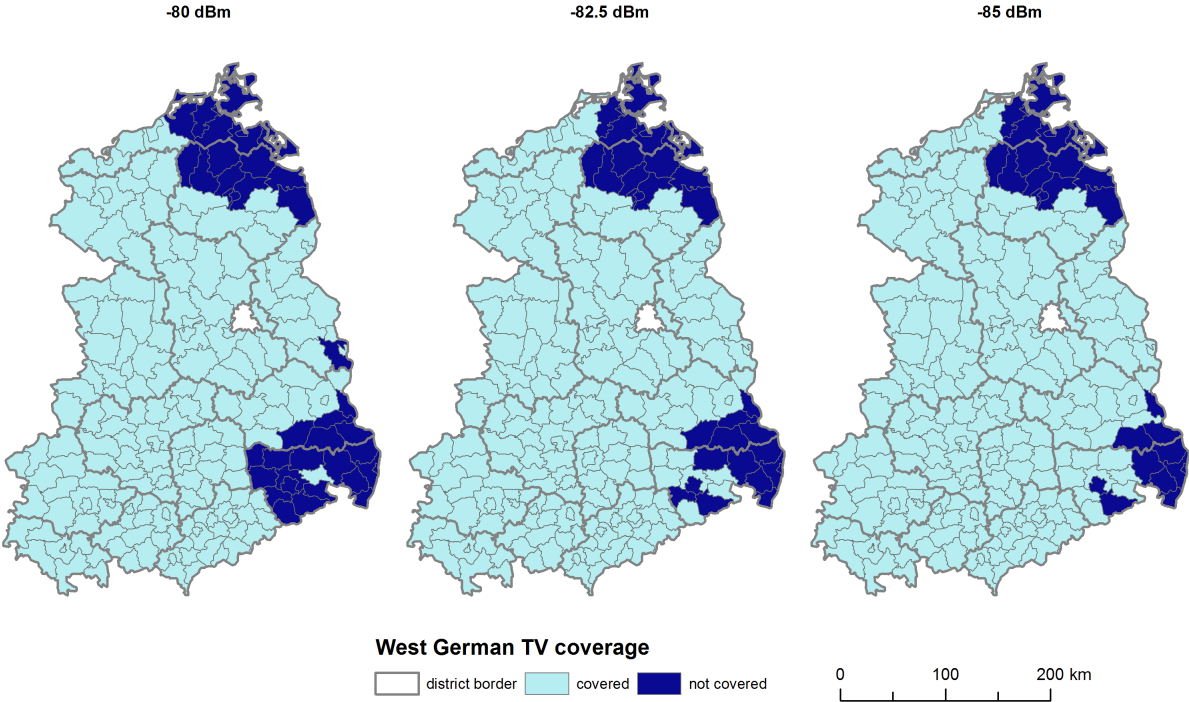 -80 dBm
-82.5 dBm
-85 dBm
West German TV coverage
district border
covered
not covered
0
100
200 km